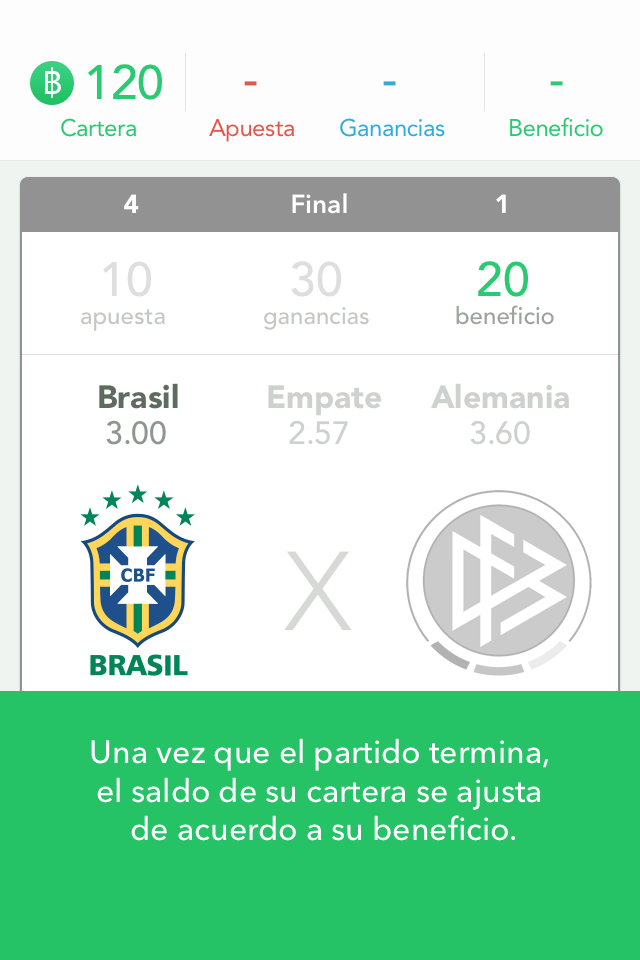 ฿ 120 - - -
Cartera Apuesta Ganancias Beneficio
4 Final 1
10 30 20
apuesta ganancias beneficio
Brasil Empate Alemania
3.00 2.57 3.60
CBF X DFB
BRASIL
Una vez que el partido termina,
el saldo de su cartera se ajusta
de acuerdo a su beneficio.